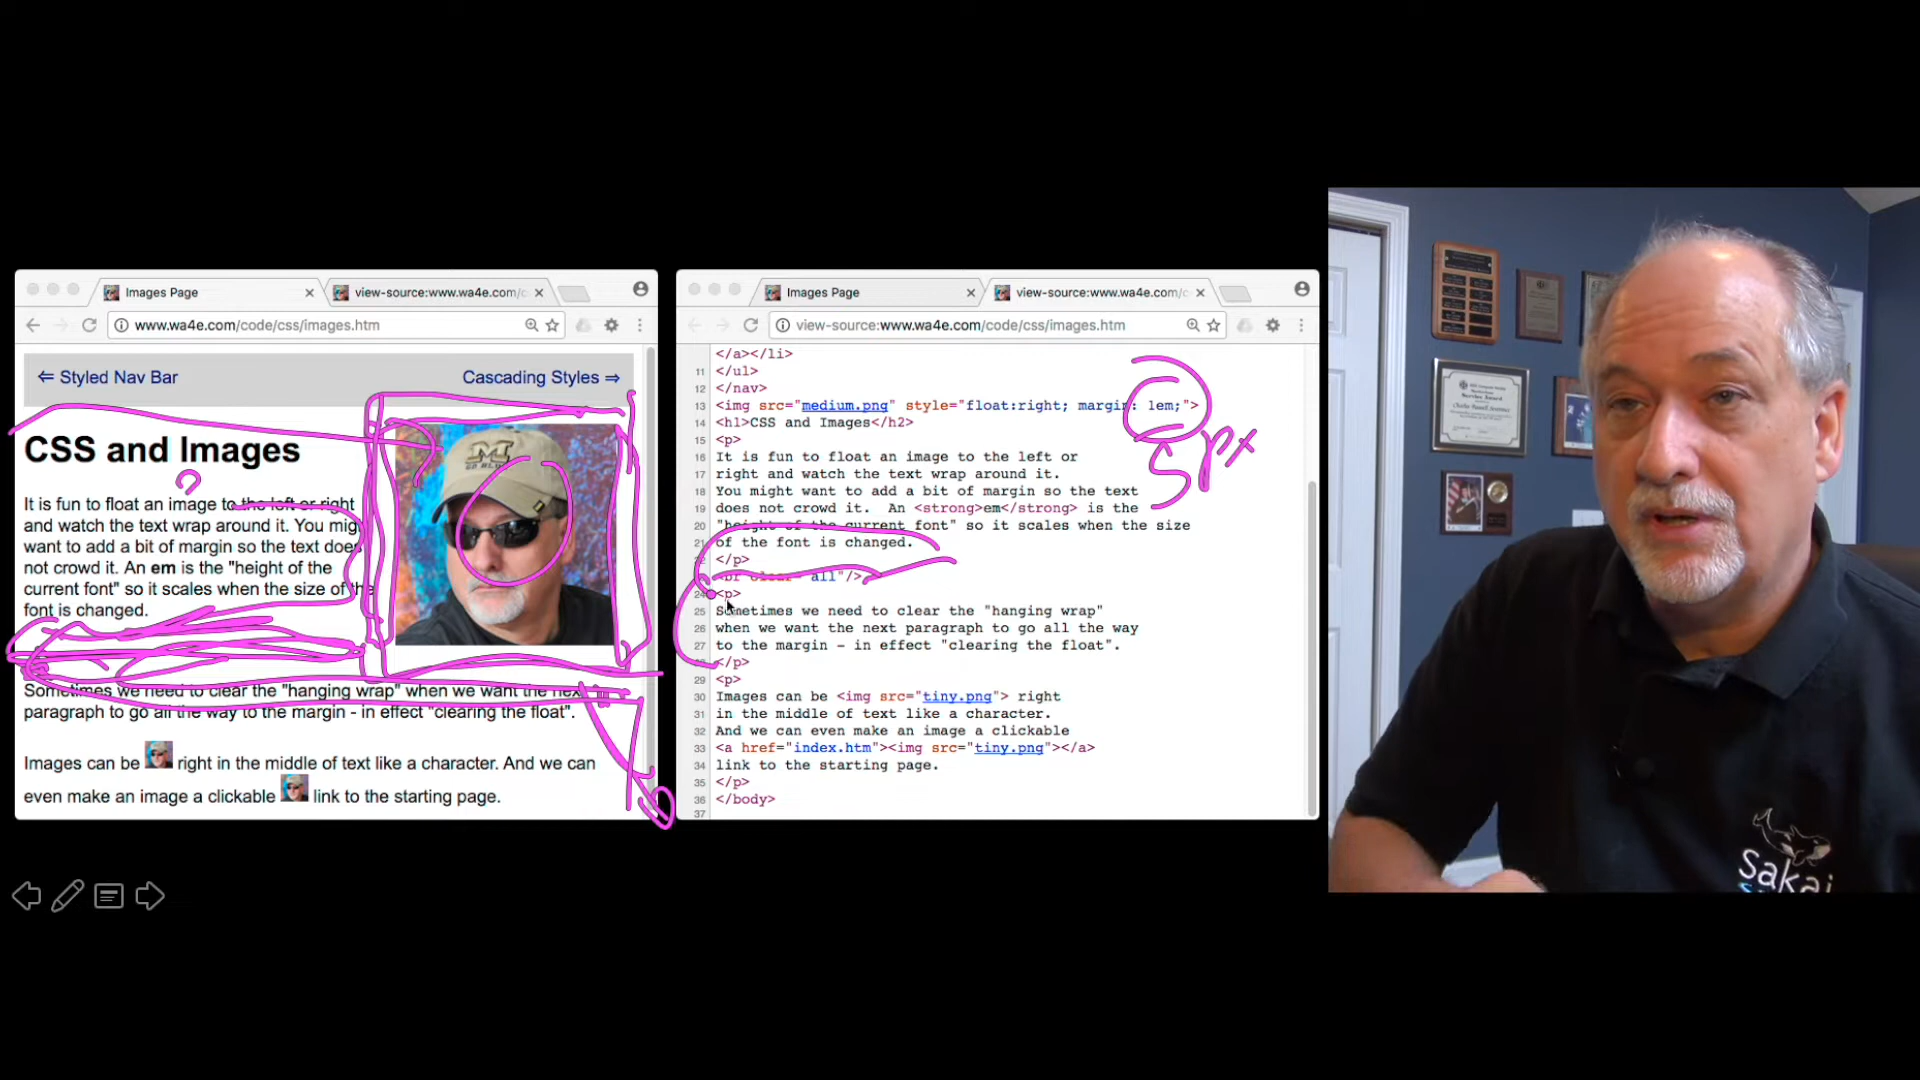 Images Page
view-source:www.wa4e.com/c
www.wa4e.com/code/css/images.htm
⇐ Styled Nav Bar
Cascading Styles ⇒
CSS and Images
It is fun to float an image to the left or right
and watch the text wrap around it. You mig
want to add a bit of margin so the text does
not crowd it. An em is the "height of the
current font" so it scales when the size of the
font is changed.
Sometimes we need to clear the "hanging wrap" when we want the next
paragraph to go all the way to the margin - in effect "clearing the float".
Images can be right in the middle of text like a character. And we can
even make an image a clickable link to the starting page.
Images Page
view-source:www.wa4e.com/c
view-source:www.wa4e.com/code/css/images.htm
</a></li>
11 </ul>
12 </nav>
13 <img src="medium.png" style="float:right; margin: 1em;">
14 <h1>CSS and Images</h2>
15 <p>
16 It is fun to float an image to the left or
17 right and watch the text wrap around it.
18 You might want to add a bit of margin so the text
19 does not crowd it. An <strong>em</strong> is the
20 "height of the current font" so it scales when the size
21 of the font is changed.
</p>
br clear="all"/>
24 <p>
25 Sometimes we need to clear the "hanging wrap"
26 when we want the next paragraph to go all the way
27 to the margin - in effect "clearing the float".
</p>
29 <p>
30 Images can be <img src="tiny.png"> right
31 in the middle of text like a character.
32 And we can even make an image a clickable
33 <a href="index.htm"><img src="tiny.png"></a>
34 link to the starting page.
35 </p>
36 </body>
37
5px
M
Sakai